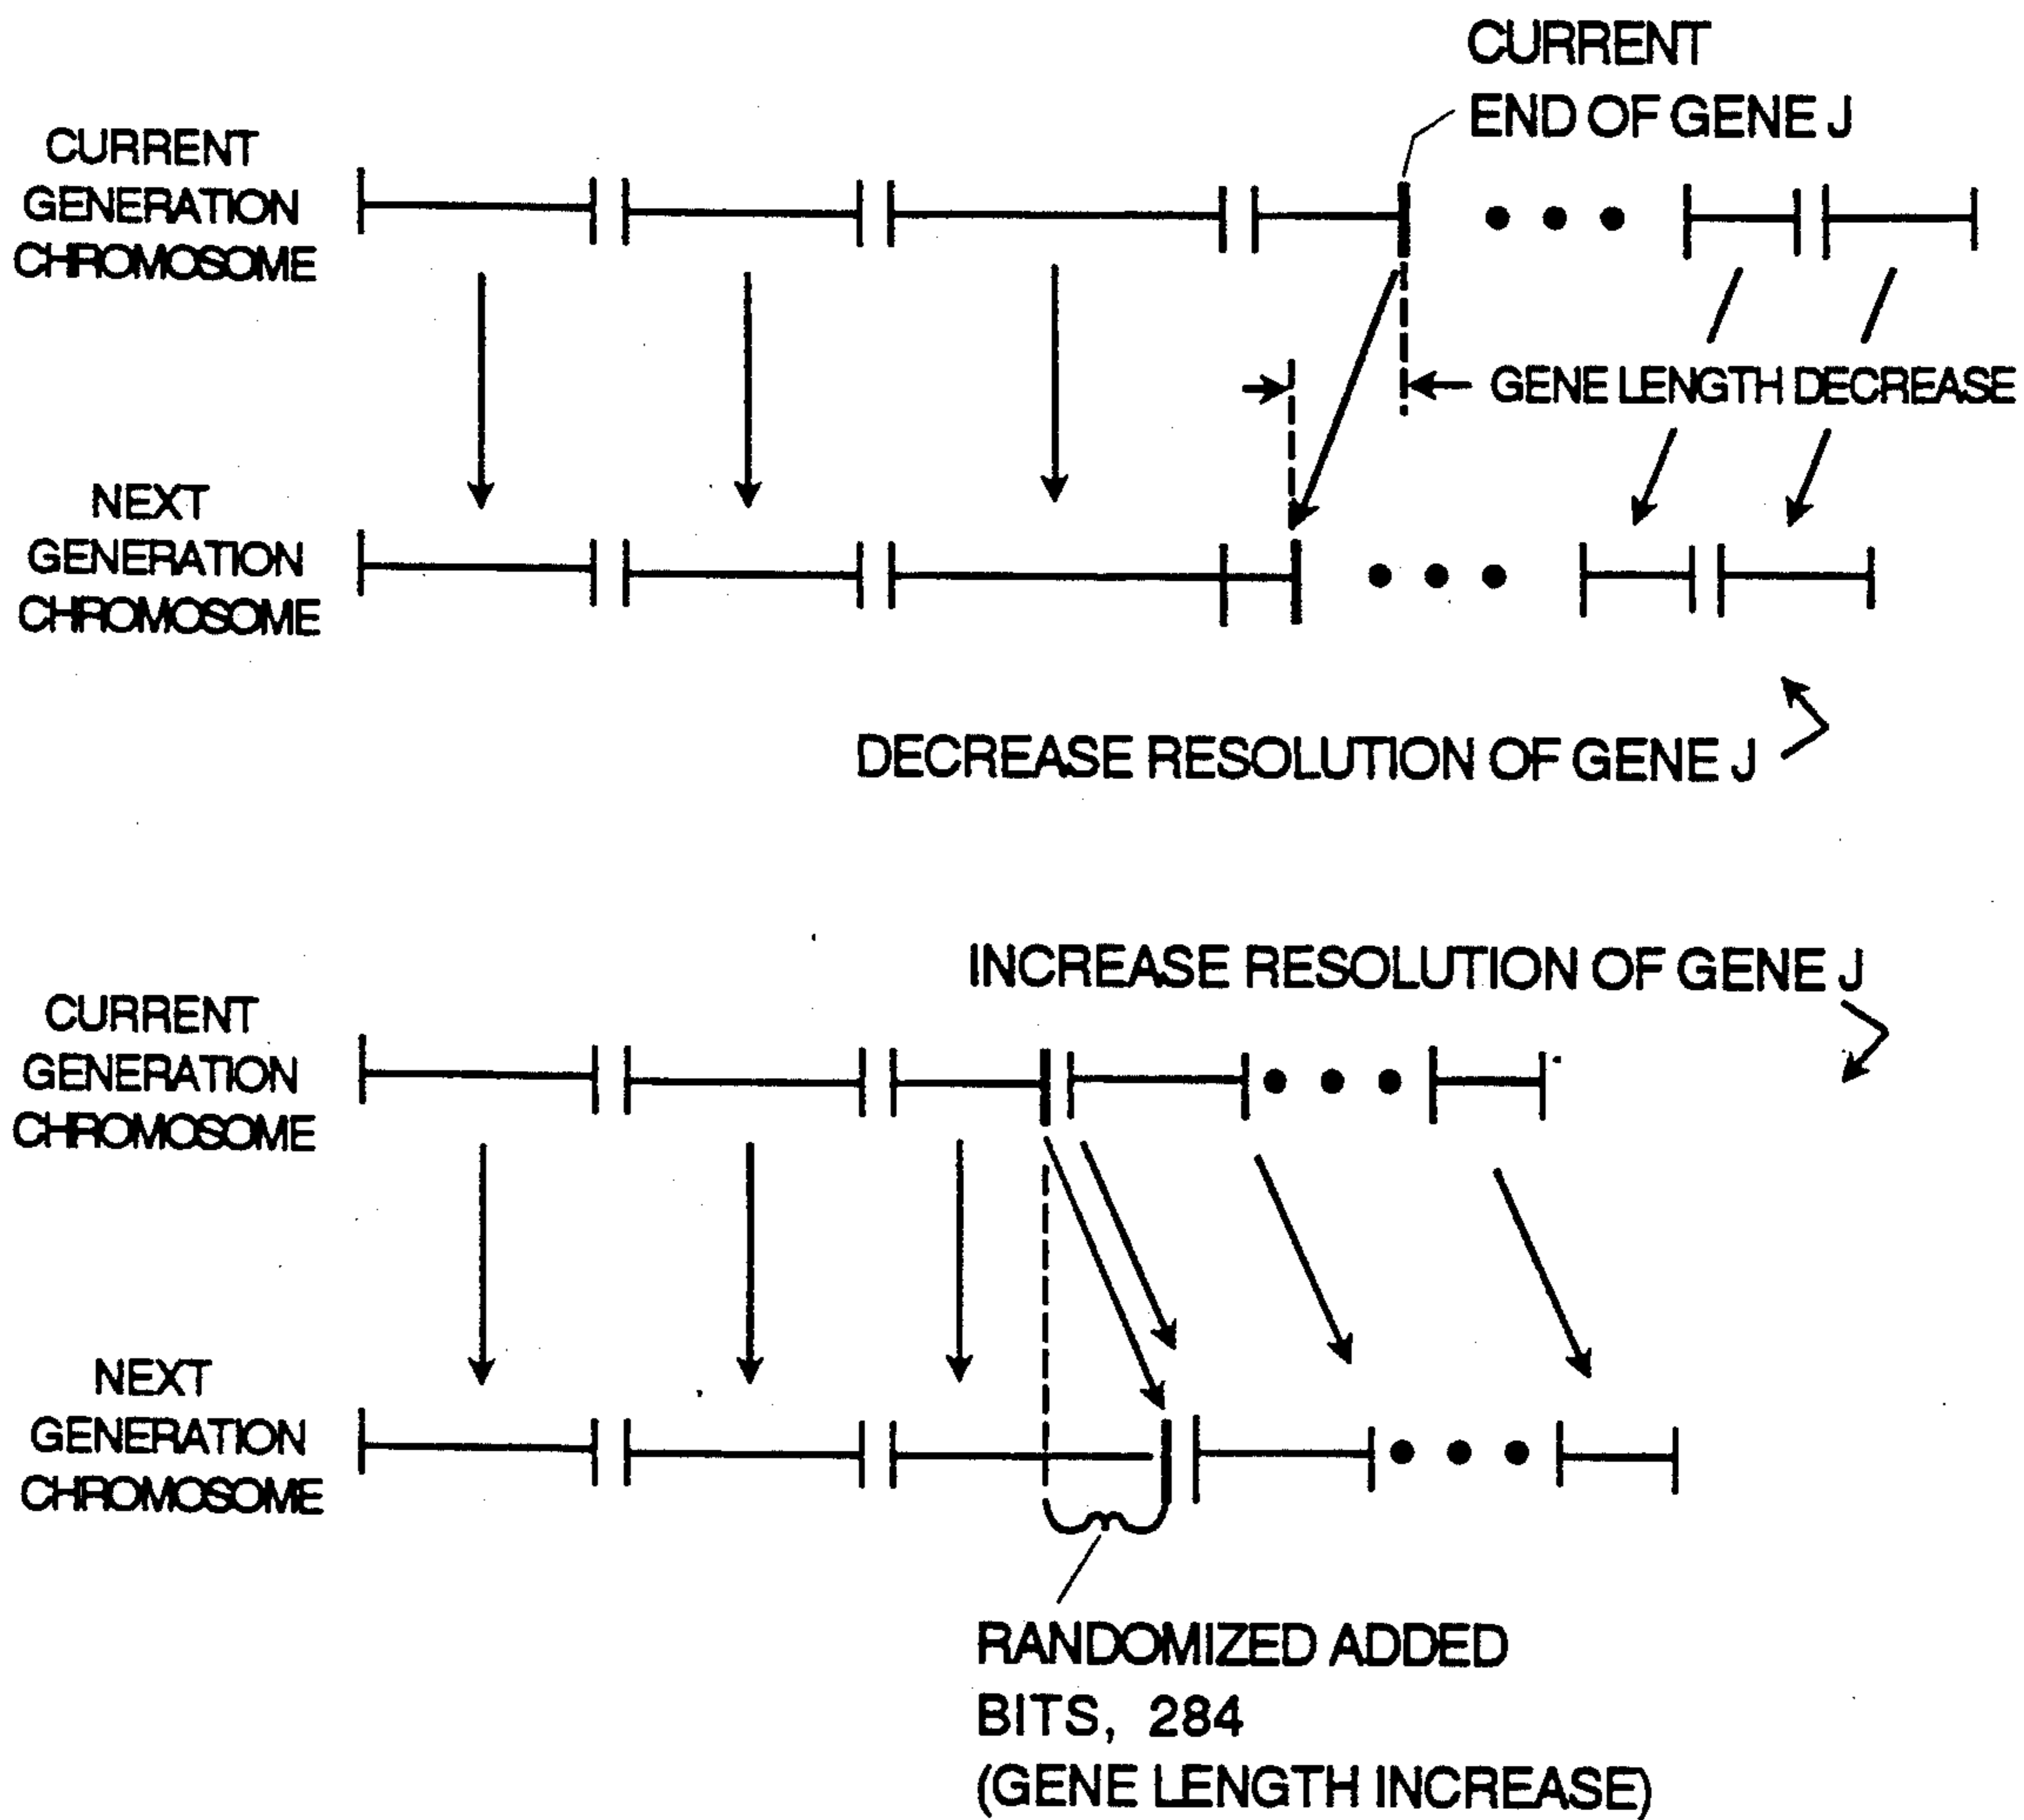 CURRENT
END OF GENE J
CURRENT
GENERATION
CHROMOSOME
GENE LENGTH DECREASE
NEXT
GENERATION
CHROMOSOME
DECREASE RESOLUTION OF GENE J
INCREASE RESOLUTION OF GENE J
CURRENT
GENERATION
CHROMOSOME
NEXT
GENERATION
CHROMOSOME
RANDOMIZED ADDED
BITS, 284
(GENE LENGTH INCREASE)